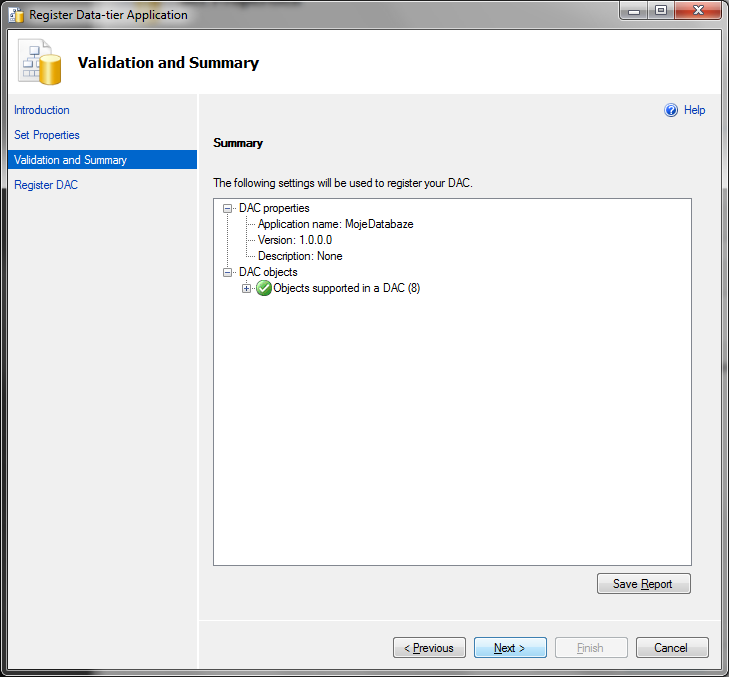 Register Data-tier Application
Validation and Summary
Introduction
Set Properties
Validation and Summary
Register DAC
Help
Summary
The following settings will be used to register your DAC.
DAC properties
Application name: MojeDatabaze
Version: 1.0.0.0
Description: None
DAC objects
Objects supported in a DAC (8)
Save Report
< Previous
Next >
Finish
Cancel